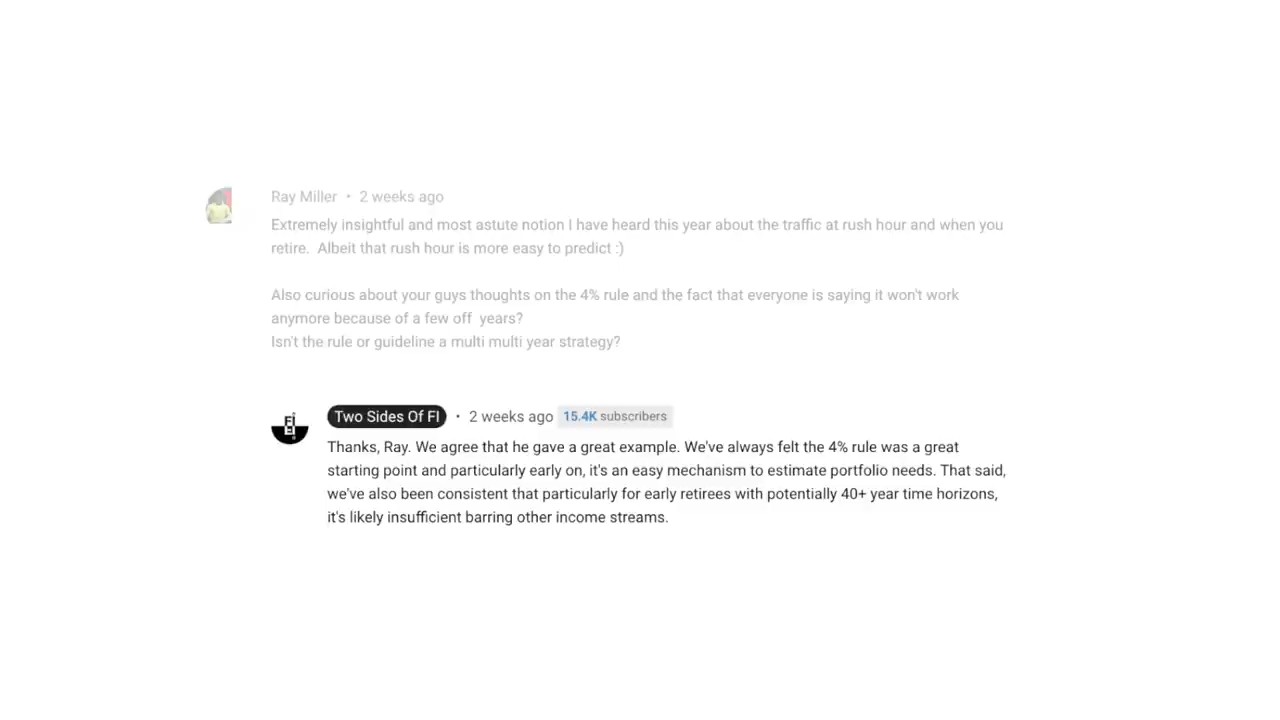 Ray Miller • 2 weeks ago
Extremely insightful and most astute notion I have heard this year about the traffic at rush hour and when you
retire.  Albeit that rush hour is more easy to predict :)
Also curious about your guys thoughts on the 4% rule and the fact that everyone is saying it won't work
anymore because of a few off  years?
Isn't the rule or guideline a multi multi year strategy?
Two Sides Of FI • 2 weeks ago 15.4K subscribers
Thanks, Ray. We agree that he gave a great example. We've always felt the 4% rule was a great
starting point and particularly early on, it's an easy mechanism to estimate portfolio needs. That said,
we've also been consistent that particularly for early retirees with potentially 40+ year time horizons,
it's likely insufficient barring other income streams.